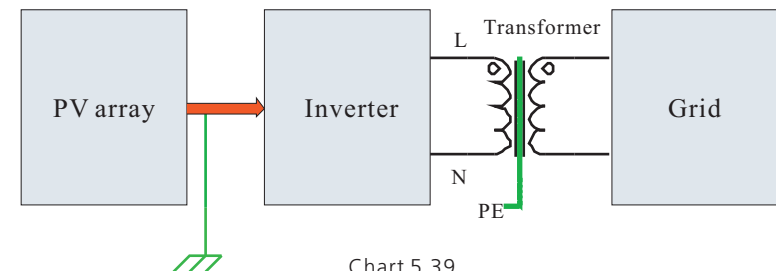 Transformer
L
PV array
Inverter
Grid
N
PE
Chart 5.39